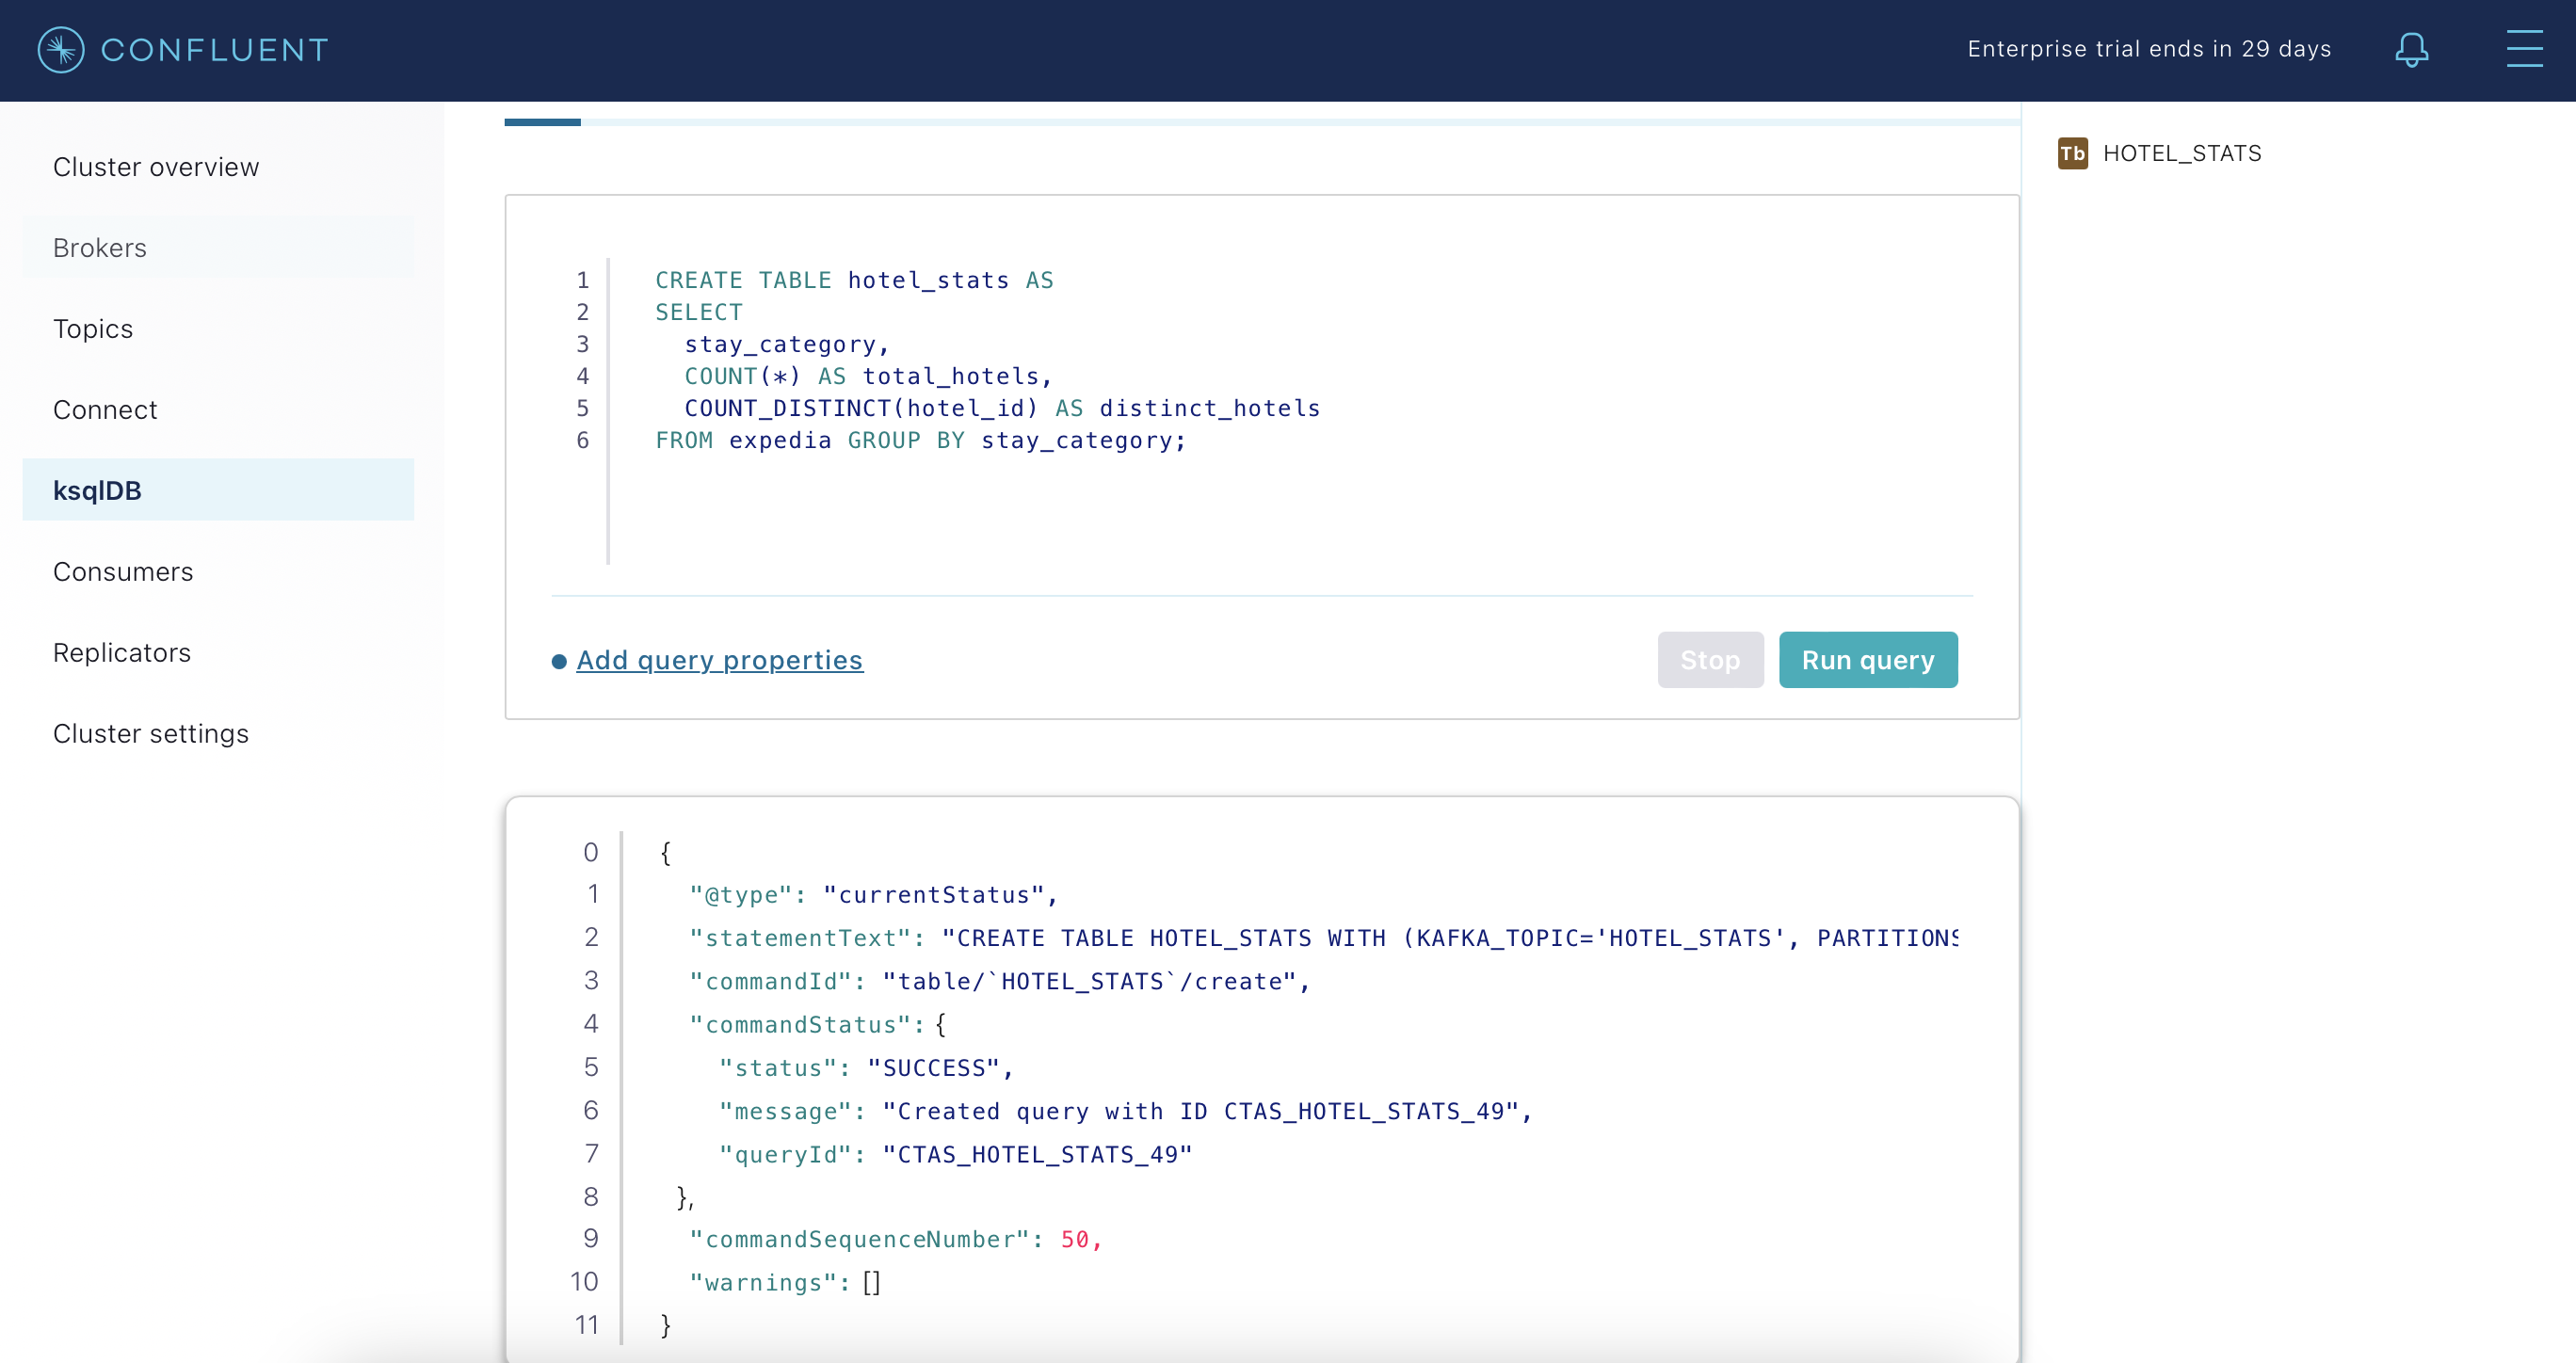 CONFLUENT
Enterprise trial ends in 29 days
Cluster overview
Brokers
Topics
Connect
ksqlDB
Consumers
Replicators
Cluster settings
1 CREATE TABLE hotel_stats AS
2 SELECT
3 stay_category,
4 COUNT(*) AS total_hotels,
5 COUNT_DISTINCT(hotel_id) AS distinct_hotels
6 FROM expedia GROUP BY stay_category;
Add query properties
Stop
Run query
0 {
1 "@type": "currentStatus",
2 "statementText": "CREATE TABLE HOTEL_STATS WITH (KAFKA_TOPIC='HOTEL_STATS', PARTITIONS
3 "commandId": "table/`HOTEL_STATS`/create",
4 "commandStatus": {
5 "status": "SUCCESS",
6 "message": "Created query with ID CTAS_HOTEL_STATS_49",
7 "queryId": "CTAS_HOTEL_STATS_49"
8 },
9 "commandSequenceNumber": 50,
10 "warnings": []
11 }
Tb HOTEL_STATS